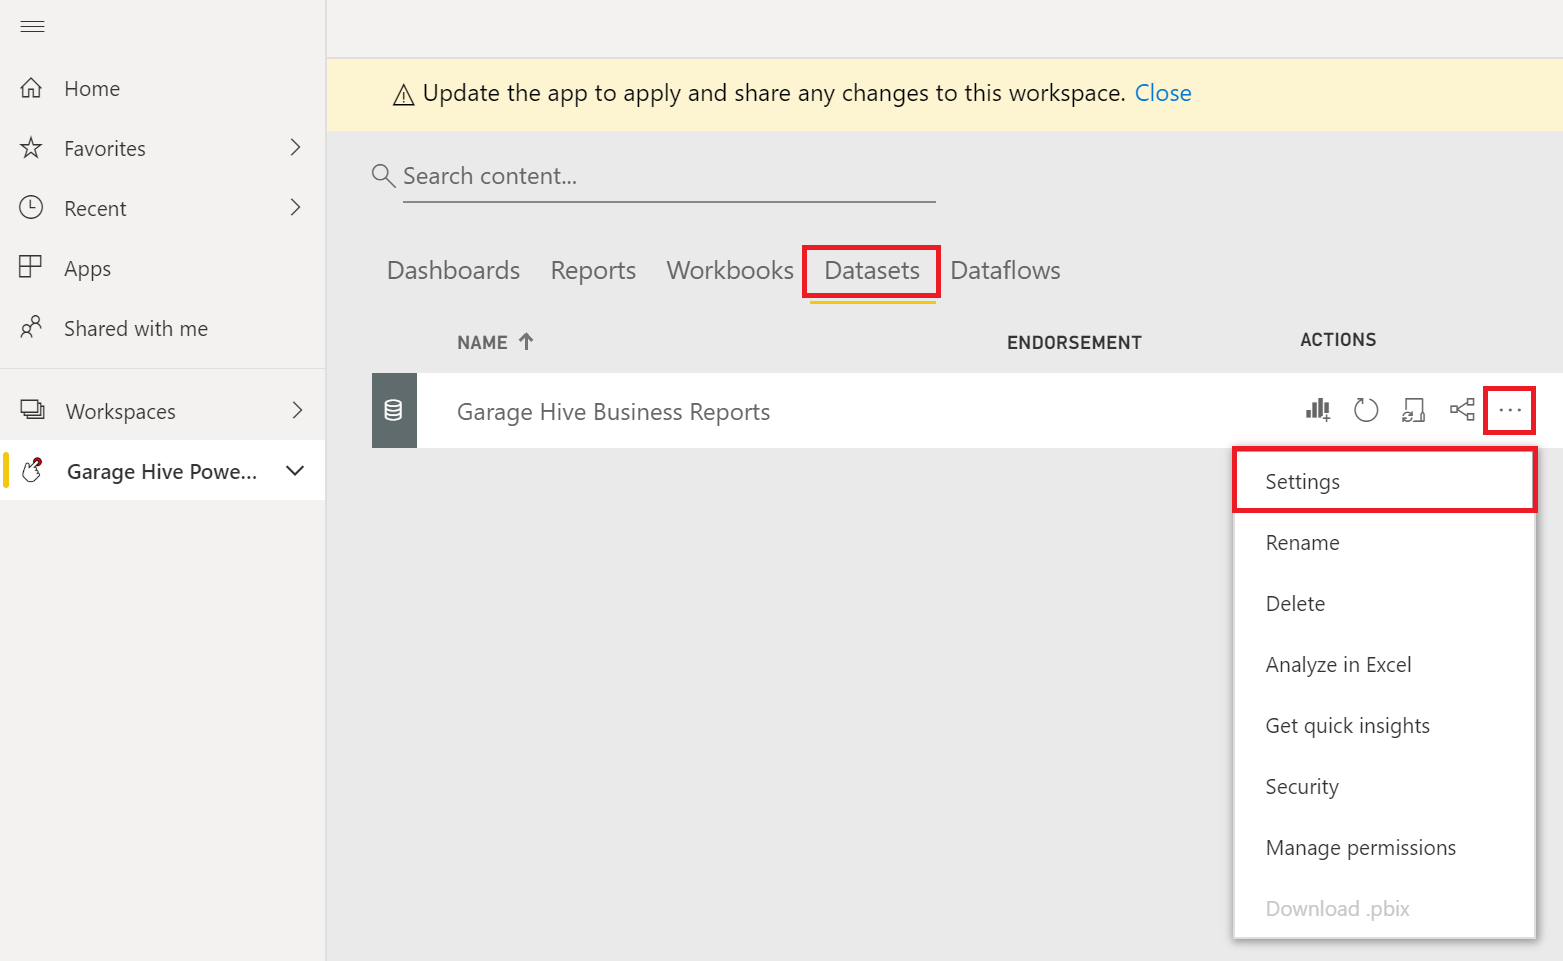 Home
Favorites
Recent
Apps
Shared with me
Workspaces
Garage Hive Powe...
Update the app to apply and share any changes to this workspace. Close
Search content...
Dashboards Reports Workbooks Datasets Dataflows
NAME ENDORSEMENT ACTIONS
Garage Hive Business Reports
Settings
Rename
Delete
Analyze in Excel
Get quick insights
Security
Manage permissions
Download .pbix